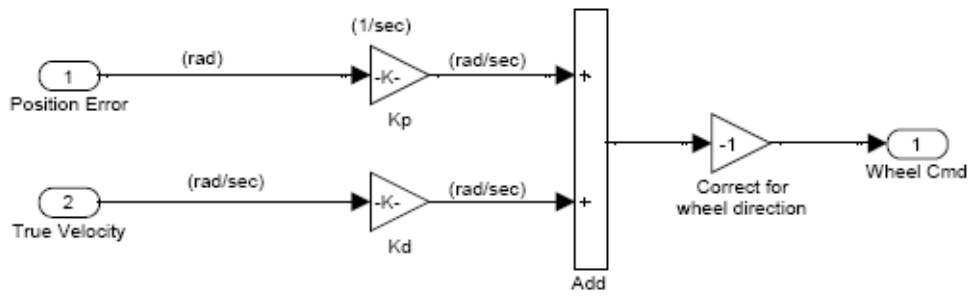 (1/sec)
(rad)
(rad/sec)
1
-K-
+
Position Error
Kp
-1
1
Wheel Cmd
Correct for
wheel direction
(rad/sec)
(rad/sec)
2
-K-
+
True Velocity
Kd
Add